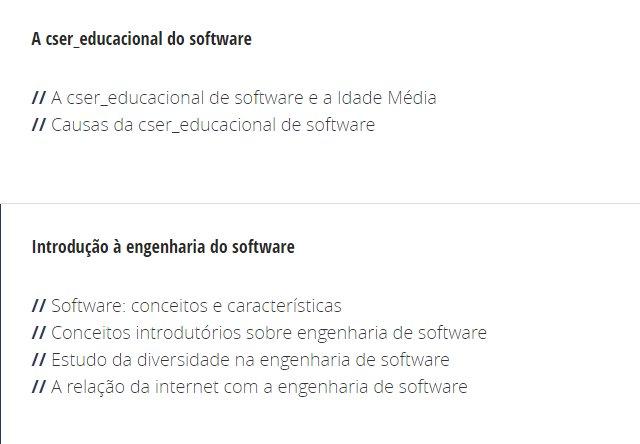 A cser_educacional do software
// A cser_educacional de software e a Idade Média
// Causas da cser_educacional de software
Introdução à engenharia do software
// Software: conceitos e características
// Conceitos introdutórios sobre engenharia de software
// Estudo da diversidade na engenharia de software
// A relação da internet com a engenharia de software